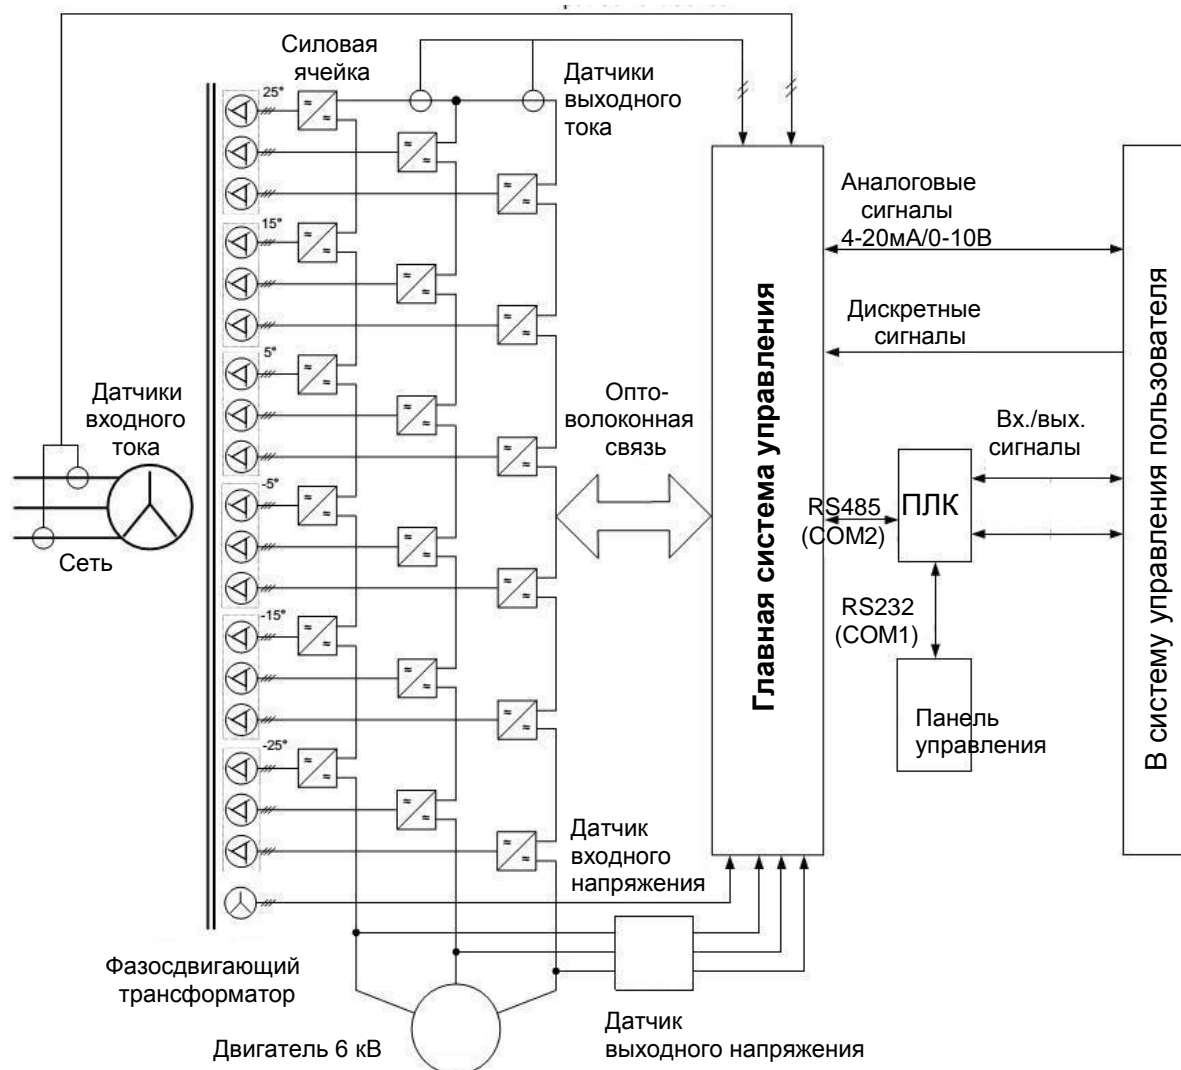 Силовая
ячейка
Датчики
выходного
тока
25°
15°
5°
-5°
-15°
-25°
Датчики
входного
тока
Сеть
Опто-
волоконная
связь
Главная система управления
Аналоговые
сигналы
4-20мА/0-10В
Дискретные
сигналы
Вх./вых.
сигналы
RS485
(COM2)
ПЛК
RS232
(COM1)
Панель
управления
В систему управления пользователя
Датчик
входного
напряжения
Фазосдвигающий
трансформатор
Двигатель 6 кВ
Датчик
выходного напряжения